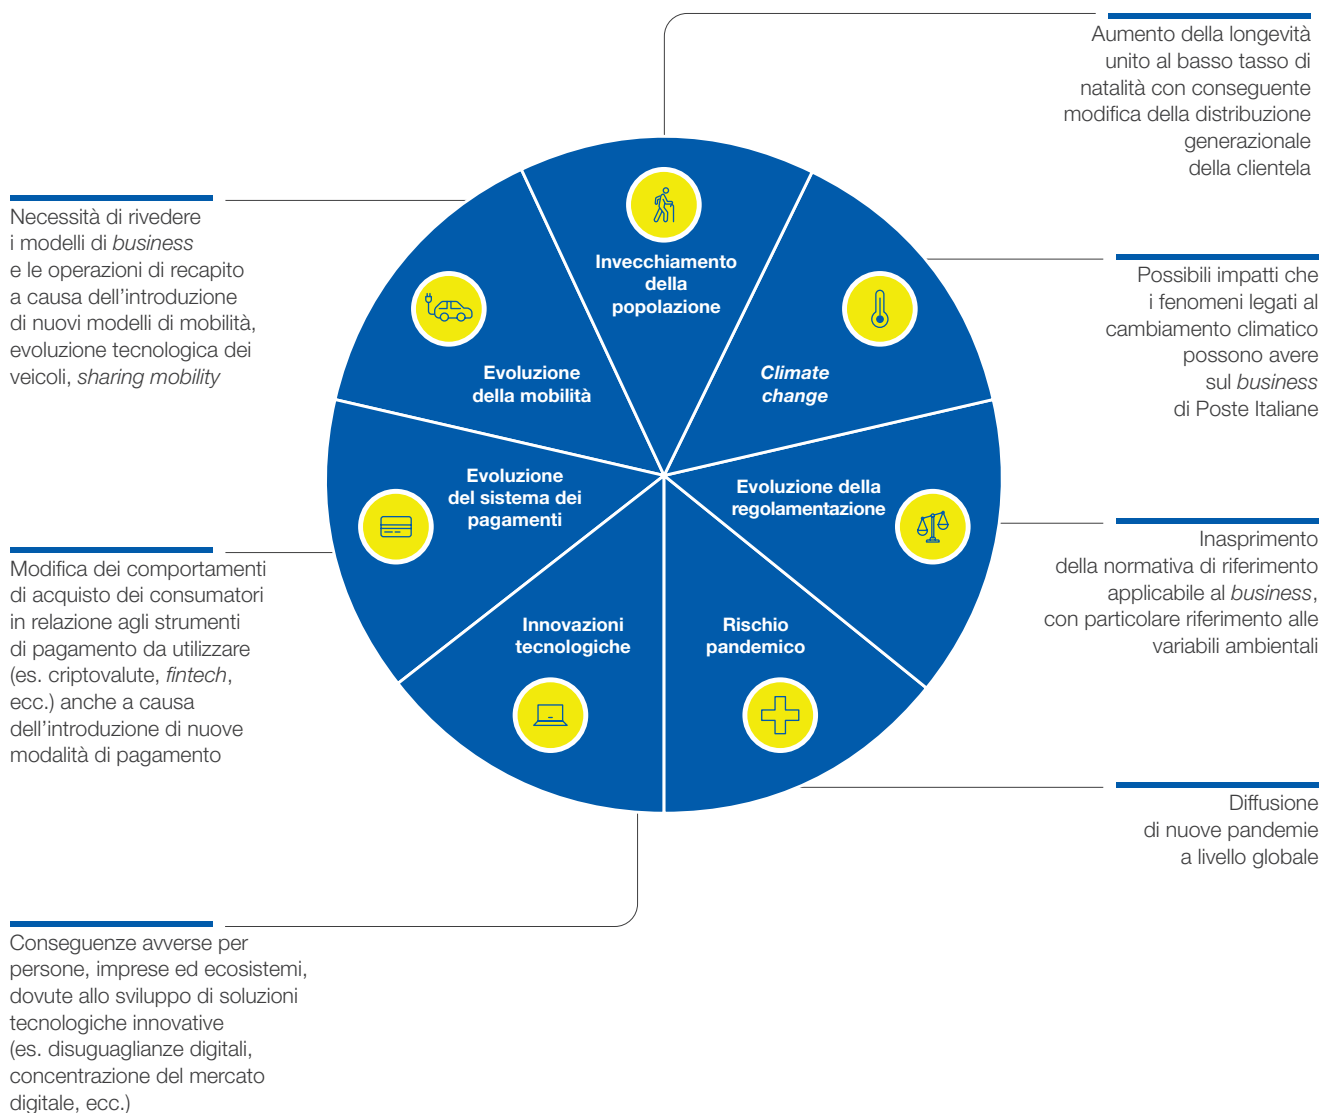 Aumento della longevità
unito al basso tasso di
natalità con conseguente
modifica della distribuzione
generazionale
della clientela
Necessità di rivedere
i modelli di business
e le operazioni di recapito
a causa dell’introduzione
di nuovi modelli di mobilità,
evoluzione tecnologica dei
veicoli, sharing mobility
Invecchiamento
della
popolazione
Possibili impatti che
i fenomeni legati al
cambiamento climatico
possono avere
sul business
di Poste Italiane
Evoluzione
della mobilità
Climate
change
Evoluzione
del sistema dei
pagamenti
Evoluzione della
regolamentazione
Inasprimento
della normativa di riferimento
applicabile al business,
con particolare riferimento alle
variabili ambientali
Modifica dei comportamenti
di acquisto dei consumatori
in relazione agli strumenti
di pagamento da utilizzare
(es. criptovalute, fintech,
ecc.) anche a causa
dell’introduzione di nuove
modalità di pagamento
Innovazioni
tecnologiche
Rischio
pandemico
Diffusione
di nuove pandemie
a livello globale
Conseguenze avverse per
persone, imprese ed ecosistemi,
dovute allo sviluppo di soluzioni
tecnologiche innovative
(es. disuguaglianze digitali,
concentrazione del mercato
digitale, ecc.)